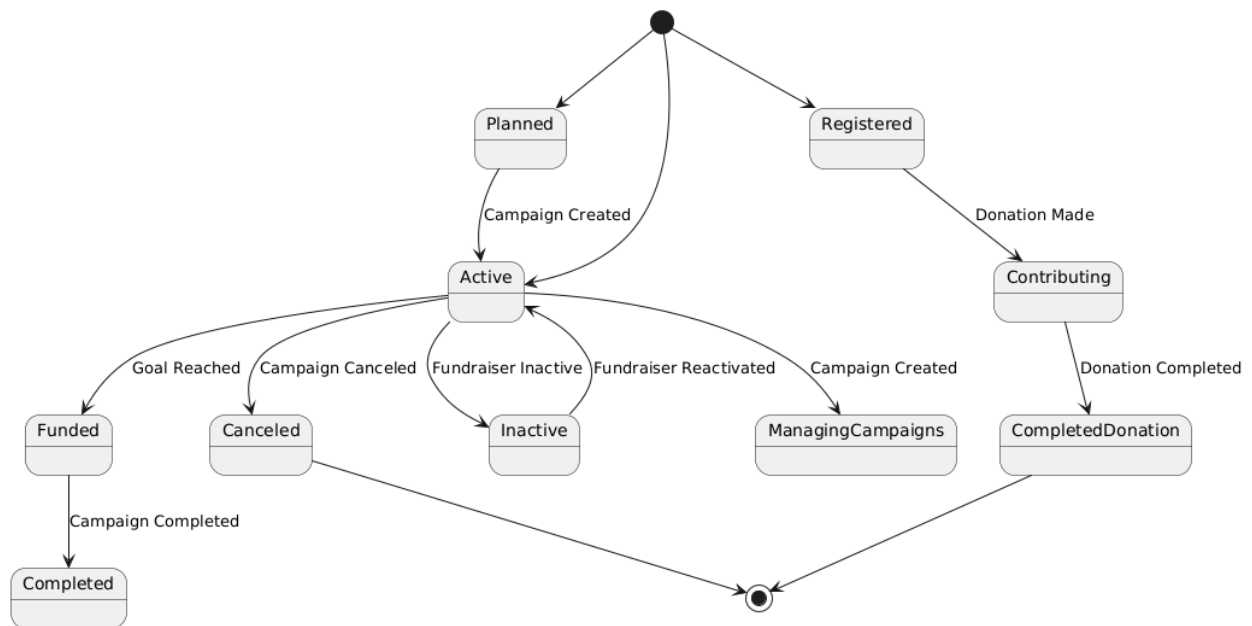 Planned
Registered
Campaign Created
Donation Made
Active
Contributing
Goal Reached
Campaign Canceled
Fundraiser Inactive
Fundraiser Reactivated
Campaign Created
Donation Completed
Funded
Canceled
Inactive
ManagingCampaigns
CompletedDonation
Campaign Completed
Completed